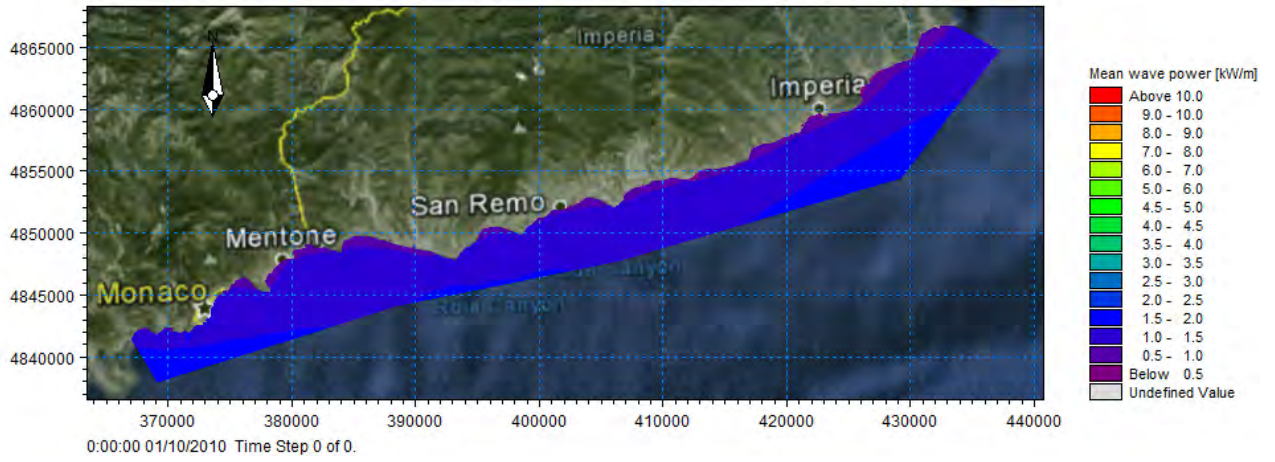 4865000
4860000
4855000
4850000
4845000
4840000
N
Imperia
Imperia
San Remo
Mentone
Monaco
Canyon
Roia Canyon
370000 380000 390000 400000 410000 420000 430000 440000
0:00:00 01/10/2010 Time Step 0 of 0.
Mean wave power [kW/m]
Above 10.0
9.0 - 10.0
8.0 - 9.0
7.0 - 8.0
6.0 - 7.0
5.0 - 6.0
4.5 - 5.0
4.0 - 4.5
3.5 - 4.0
3.0 - 3.5
2.5 - 3.0
2.0 - 2.5
1.5 - 2.0
1.0 - 1.5
0.5 - 1.0
Below 0.5
Undefined Value